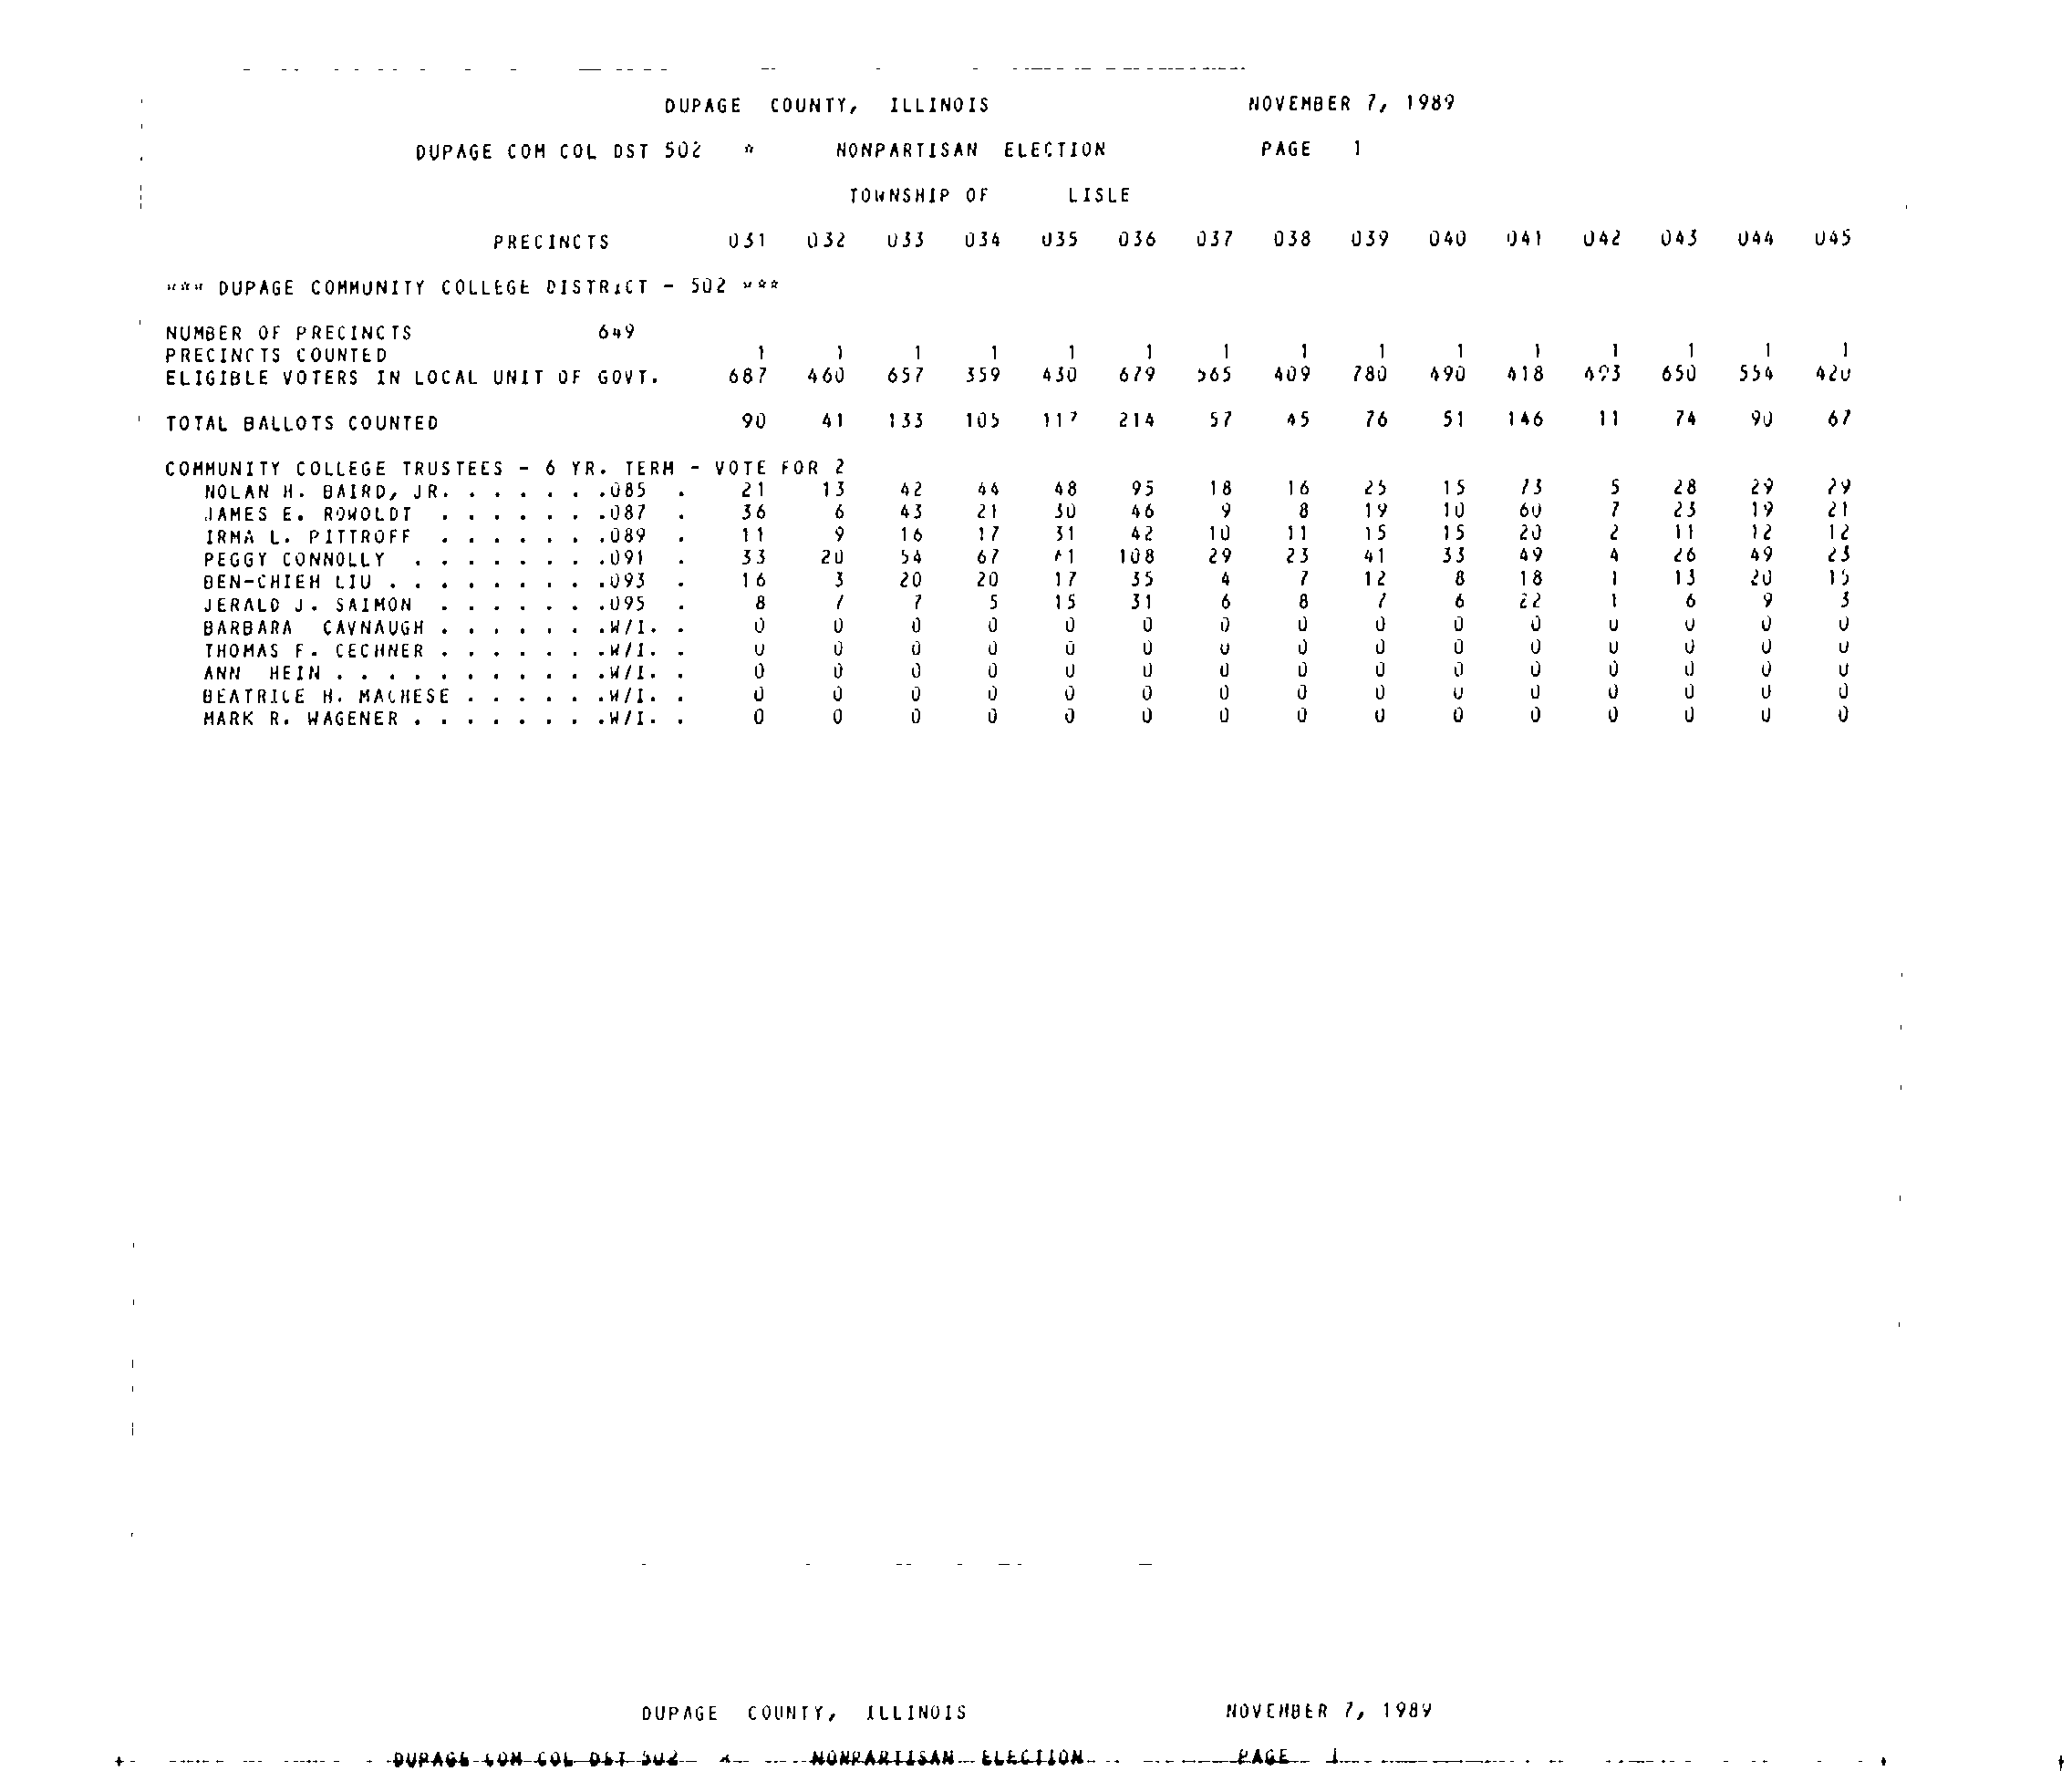 DUPAGE COUNTY, ILLINOIS NOVEMBER 7, 1989
DUPAGE COM COL DST 502 * NONPARTISAN ELECTION PAGE 1
TOWNSHIP OF LISLE
PRECINCTS 031 032 033 034 035 036 037 038 039 040 041 042 043 044 045
*** DUPAGE COMMUNITY COLLEGE DISTRICT - 502 ***
NUMBER OF PRECINCTS 649
PRECINCTS COUNTED 1 1 1 1 1 1 1 1 1 1 1 1 1 1 1
ELIGIBLE VOTERS IN LOCAL UNIT OF GOVT. 687 460 657 359 430 679 565 409 780 490 418 493 650 554 420
TOTAL BALLOTS COUNTED 90 41 133 105 117 214 57 45 76 51 146 11 74 90 67
COMMUNITY COLLEGE TRUSTEES - 6 YR. TERM - VOTE FOR 2
NOLAN H. BAIRD, JR. . . . . . .085 . 21 13 42 44 48 95 18 16 25 15 73 5 28 29 29
JAMES E. ROWOLDT . . . . . . .087 . 36 6 43 21 30 46 9 8 19 10 60 7 23 19 21
IRMA L. PITTROFF . . . . . . .089 . 11 9 16 17 31 42 10 11 15 15 20 2 11 12 12
PEGGY CONNOLLY . . . . . . . .091 . 33 20 54 67 61 108 29 23 41 33 49 4 26 49 23
BEN-CHIEH LIU . . . . . . . . .093 . 16 3 20 20 17 35 4 7 12 8 18 1 13 20 15
JERALD J. SAIMON . . . . . . .095 . 8 7 7 5 15 31 6 8 7 6 22 1 6 9 3
BARBARA CAVNAUGH . . . . . . .W/I. . 0 0 0 0 0 0 0 0 0 0 0 0 0 0 0
THOMAS F. CECHNER . . . . . . .W/I. . 0 0 0 0 0 0 0 0 0 0 0 0 0 0 0
ANN HEIN . . . . . . . . . . .W/I. . 0 0 0 0 0 0 0 0 0 0 0 0 0 0 0
BEATRICE H. MACHESE . . . . . .W/I. . 0 0 0 0 0 0 0 0 0 0 0 0 0 0 0
MARK R. WAGENER . . . . . . . .W/I. . 0 0 0 0 0 0 0 0 0 0 0 0 0 0 0
DUPAGE COUNTY, ILLINOIS NOVEMBER 7, 1989
DUPAGE COM COL DST 502 * NONPARTISAN ELECTION PAGE 1